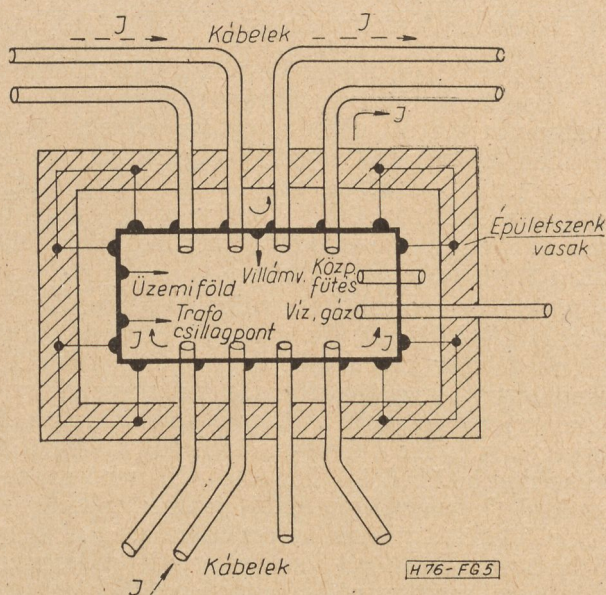 J Kábelek J
J
Épületszerk
vasak
Villámv. Közp.
fűtés
Üzemi föld
Víz, gáz
Trafo
csillagpont
J J
Kábelek
J
H76-FG5